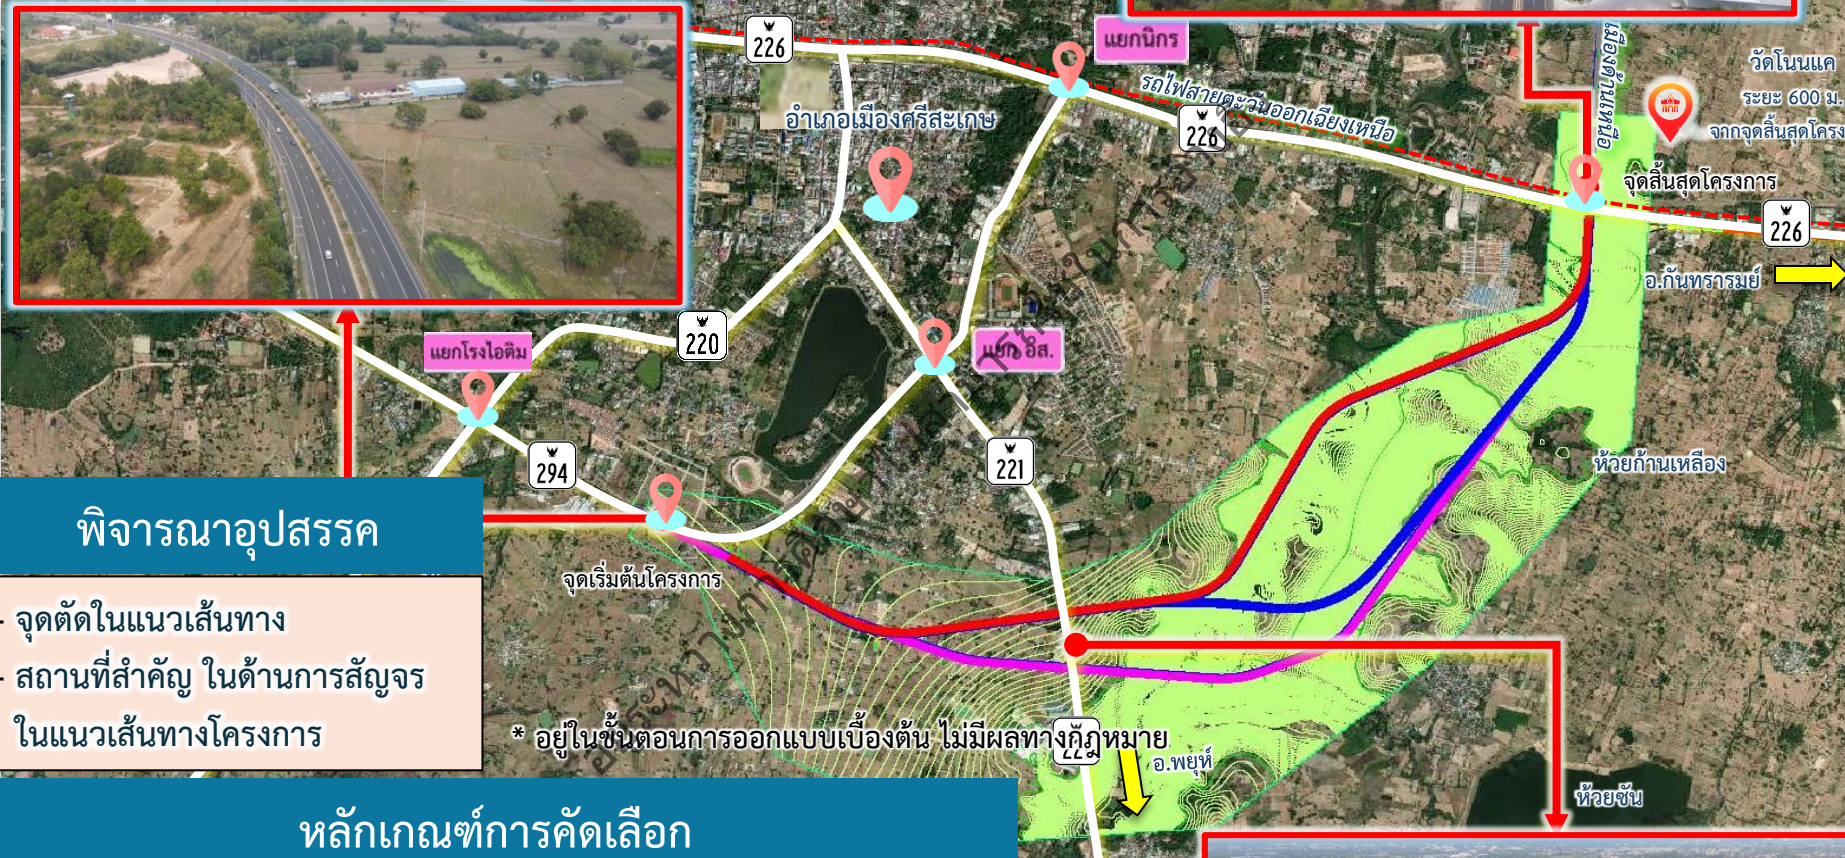 226
แยกนิกร
เมืองด้านเหนือ
วัดโนนแค
ระยะ 600 ม.
จากจุดสิ้นสุดโครง
รถไฟสายตะวันออกเฉียงเหนือ
226
อำเภอเมืองศรีสะเกษ
จุดสิ้นสุดโครงการ
226
อ.กันทรารมย์
220
แยกโรงไอติม
แยก อส.
294
221
ห้วยก้านเหลือง
พิจารณาอุปสรรค
จุดเริ่มต้นโครงการ
- จุดตัดในแนวเส้นทาง
- สถานที่สำคัญ ในด้านการสัญจร
ในแนวเส้นทางโครงการ
* อยู่ในขั้นตอนการออกแบบเบื้องต้น ไม่มีผลทางกฎหมาย
22
อ.พยุห์
ห้วยซัน
หลักเกณฑ์การคัดเลือก